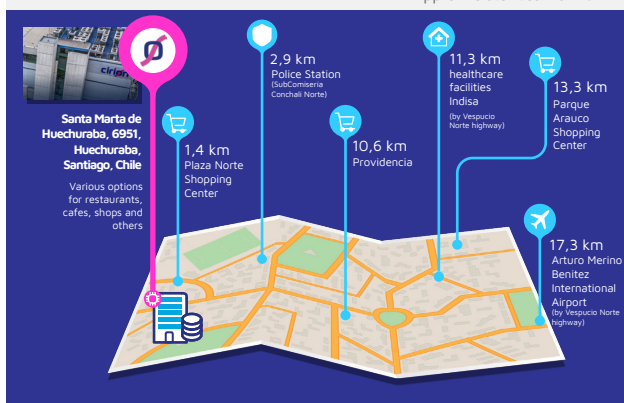 cirion
Santa Marta de
Huechuraba, 6951,
Huechuraba,
Santiago, Chile
Various options
for restaurants,
cafes, shops and
others
1,4 km
Plaza Norte
Shopping
Center
2,9 km
Police Station
(SubComiseria
Conchali Norte)
10,6 km
Providencia
11,3 km
healthcare
facilities
Indisa
(by Vespucio
Norte highway)
13,3 km
Parque
Arauco
Shopping
Center
17,3 km
Arturo Merino
Benitez
International
Airport
(by Vespucio Norte
highway)